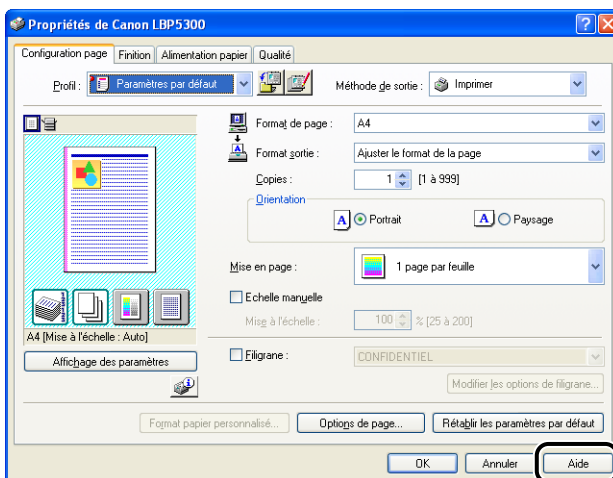 Propriétés de Canon LBP5300
Configuration page Finition Alimentation papier Qualité
Profil : Paramètres par défaut Méthode de sortie : Imprimer
Format de page : A4
Format sortie : Ajuster le format de la page
Copies : 1 [1 à 999]
Orientation
A Portrait A Paysage
Mise en page : 1 page par feuille
Echelle manuelle
Mise à l'échelle : 100 % [25 à 200]
A4 [Mise à l'échelle : Auto]
Affichage des paramètres
Filigrane : CONFIDENTIEL
Modifier les options de filigrane...
Format papier personnalisé... Options de page... Rétablir les paramètres par défaut
OK Annuler Aide